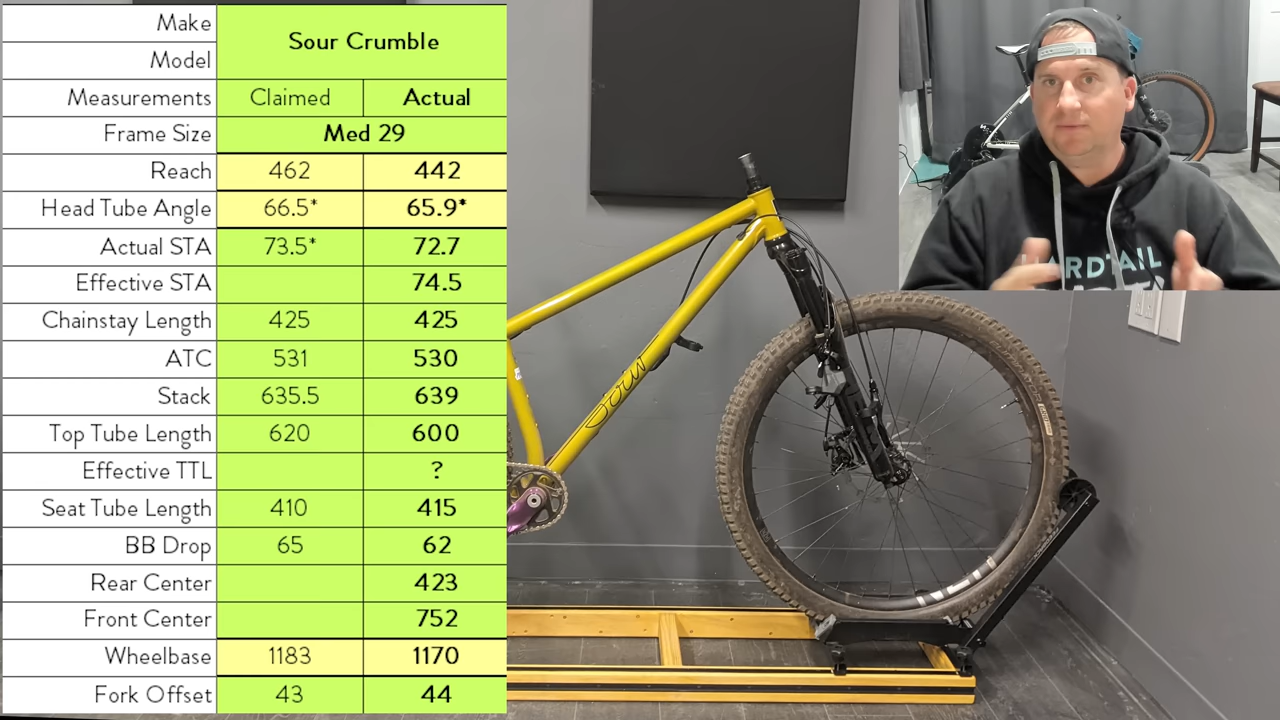 Make
Model
Sour Crumble
Measurements Claimed Actual
Frame Size Med 29
Reach 462 442
Head Tube Angle 66.5* 65.9*
Actual STA 73.5* 72.7
Effective STA 74.5
Chainstay Length 425 425
ATC 531 530
Stack 635.5 639
Top Tube Length 620 600
Effective TTL ?
Seat Tube Length 410 415
BB Drop 65 62
Rear Center 423
Front Center 752
Wheelbase 1183 1170
Fork Offset 43 44
Sour